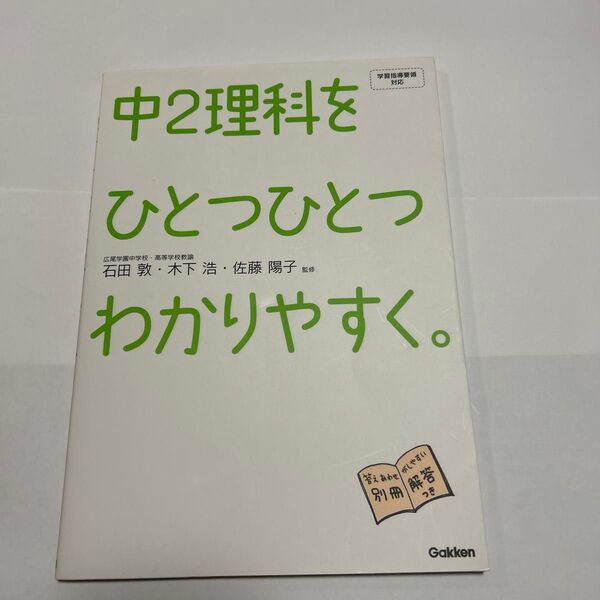 学習指導要領
対応
中2理科を
ひとつひとつ
広尾学園中学校・高等学校教諭
石田 敦・木下 浩・佐藤 陽子 監修
わかりやすく。
答えあわせ
がしやすい
別冊
解答
つき
Gakken